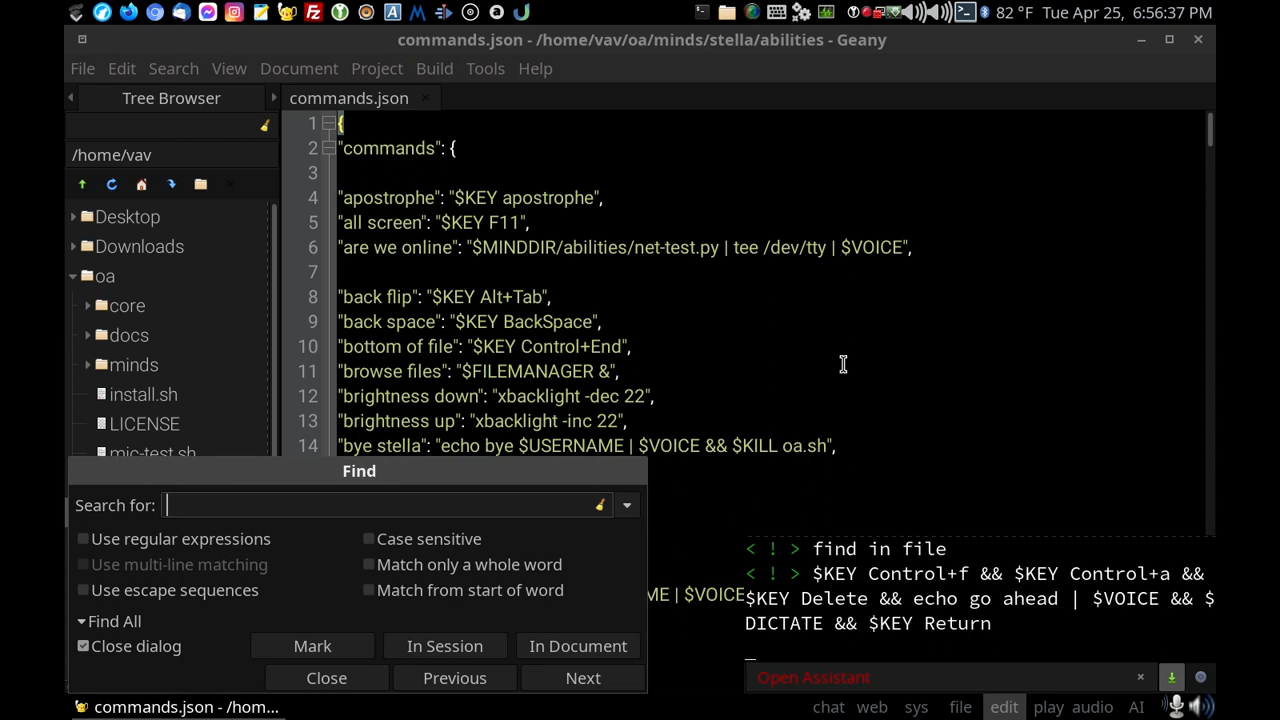 82 °F Tue Apr 25, 6:56:37 PM
commands.json - /home/vav/oa/minds/stella/abilities - Geany
File Edit Search View Document Project Build Tools Help
Tree Browser
commands.json
/home/vav
Desktop
Downloads
oa
core
docs
minds
install.sh
LICENSE
mic-test.sh
1 {
2 "commands": {
3
4 "apostrophe": "$KEY apostrophe",
5 "all screen": "$KEY F11",
6 "are we online": "$MINDDIR/abilities/net-test.py | tee /dev/tty | $VOICE",
7
8 "back flip": "$KEY Alt+Tab",
9 "back space": "$KEY BackSpace",
10 "bottom of file": "$KEY Control+End",
11 "browse files": "$FILEMANAGER &",
12 "brightness down": "xbacklight -dec 22",
13 "brightness up": "xbacklight -inc 22",
14 "bye stella": "echo bye $USERNAME | $VOICE && $KILL oa.sh",
ME | $VOICE
Find
Search for:
Use regular expressions
Case sensitive
Use multi-line matching
Match only a whole word
Use escape sequences
Match from start of word
Find All
Close dialog
Mark
In Session
In Document
Close
Previous
Next
< ! > find in file
< ! > $KEY Control+f && $KEY Control+a &&
$KEY Delete && echo go ahead | $VOICE && $
DICTATE && $KEY Return
Open Assistant
commands.json - /hom...
chat web sys file edit play audio AI